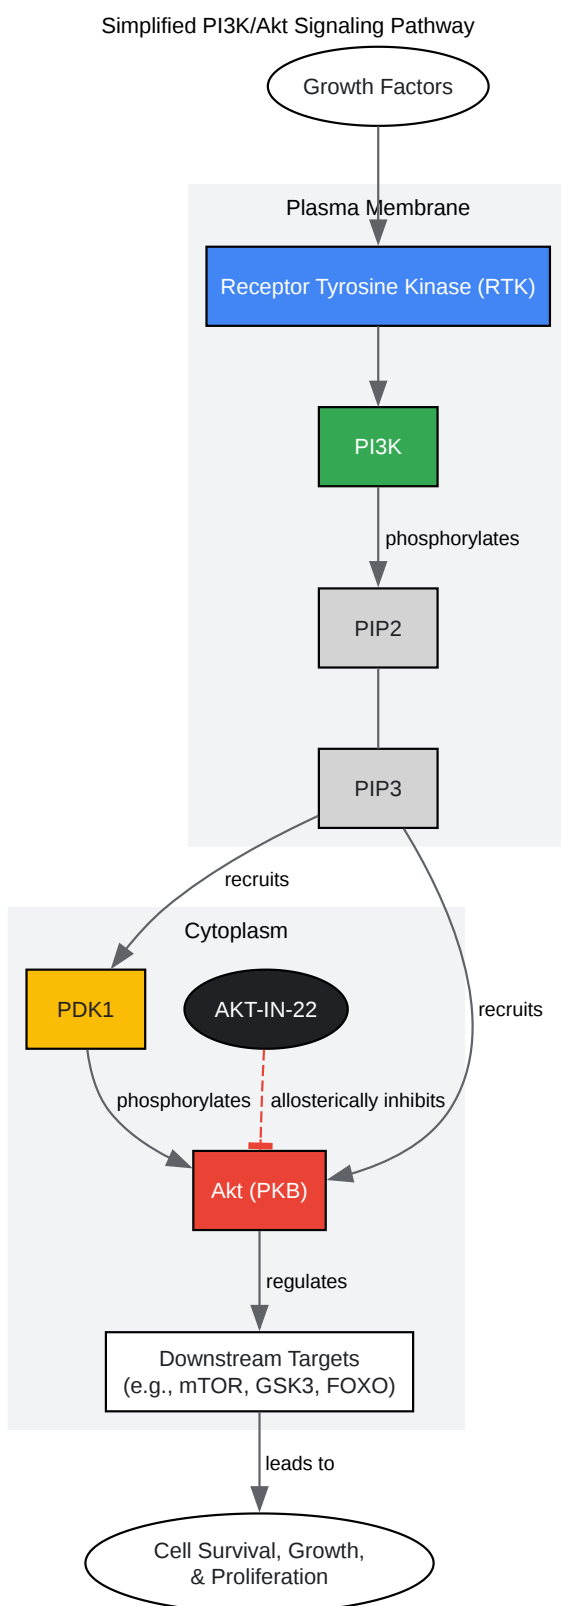 Simplified PI3K/Akt Signaling Pathway
Growth Factors
Plasma Membrane
Receptor Tyrosine Kinase (RTK)
PI3K
phosphorylates
PIP2
PIP3
recruits
Cytoplasm
PDK1
AKT-IN-22
recruits
phosphorylates
allosterically inhibits
Akt (PKB)
regulates
Downstream Targets
(e.g., mTOR, GSK3, FOXO)
leads to
Cell Survival, Growth,
& Proliferation